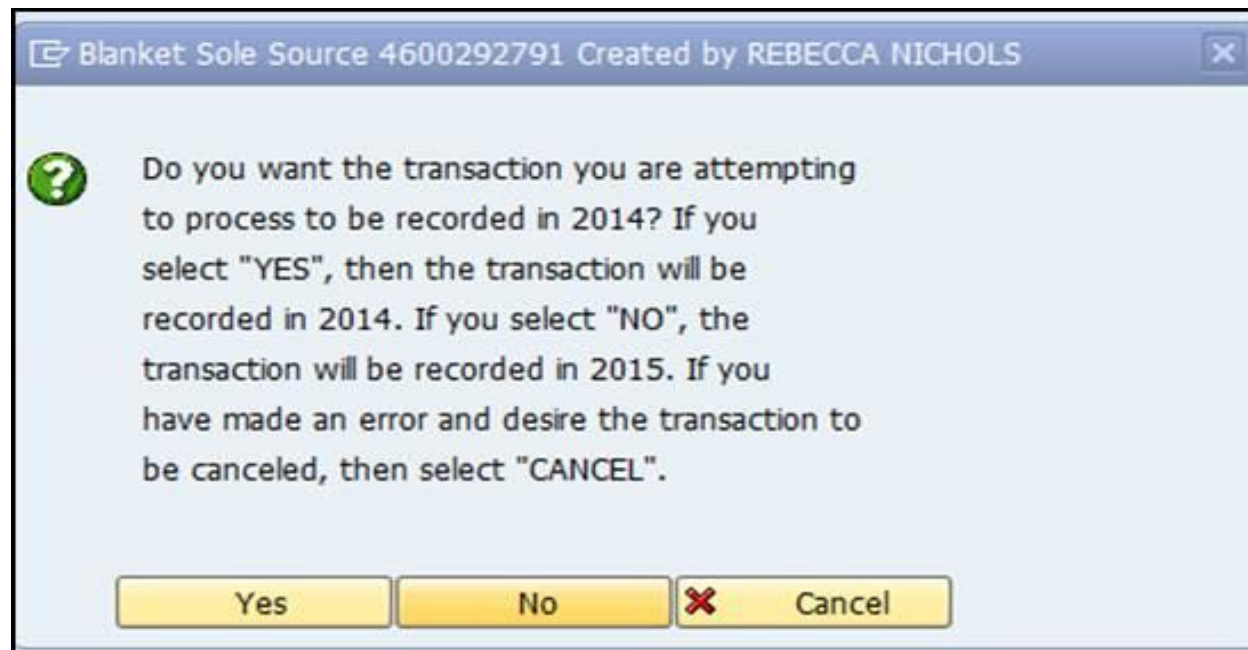 Blanket Sole Source 4600292791 Created by REBECCA NICHOLS
Do you want the transaction you are attempting
to process to be recorded in 2014? If you
select "YES", then the transaction will be
recorded in 2014. If you select "NO", the
transaction will be recorded in 2015. If you
have made an error and desire the transaction to
be canceled, then select "CANCEL".
Yes No Cancel